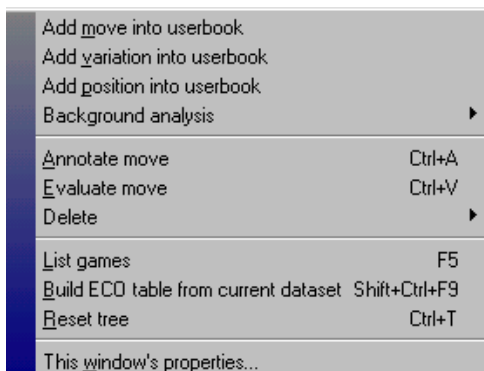 Add move into userbook
Add variation into userbook
Add position into userbook
Background analysis
Annotate move Ctrl+A
Evaluate move Ctrl+V
Delete
List games F5
Build ECO table from current dataset Shift+Ctrl+F9
Reset tree Ctrl+T
This window's properties...